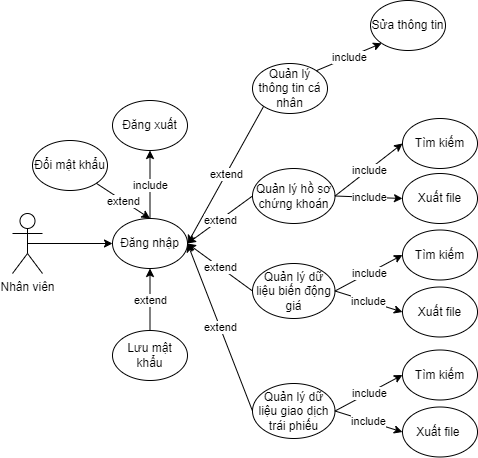 Sửa thông tin
include
Quản lý
thông tin cá
nhân
Đăng xuất
Tìm kiếm
include
Đổi mật khẩu
extend
include
extend
Quản lý hồ sơ
chứng khoán
include
Xuất file
extend
Đăng nhập
Tìm kiếm
include
extend
Quản lý dữ
liệu biến động
giá
Nhân viên
extend
include
Xuất file
extend
Lưu mật
khẩu
Tìm kiếm
include
Quản lý dữ
liệu giao dịch
trái phiếu
include
Xuất file